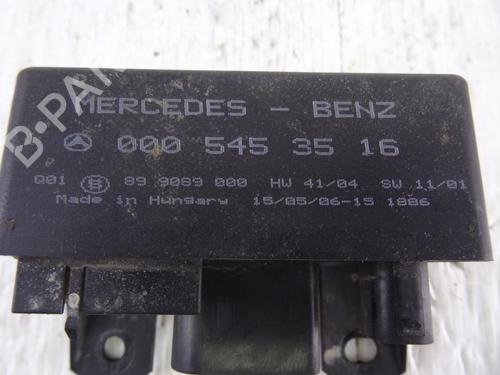 MERCEDES - BENZ
000 545 35 16
Q01 89 9089 000 HW 41/04 SW 11/01
Made in Hungary 15/05/06-15 1886
B-PARTS